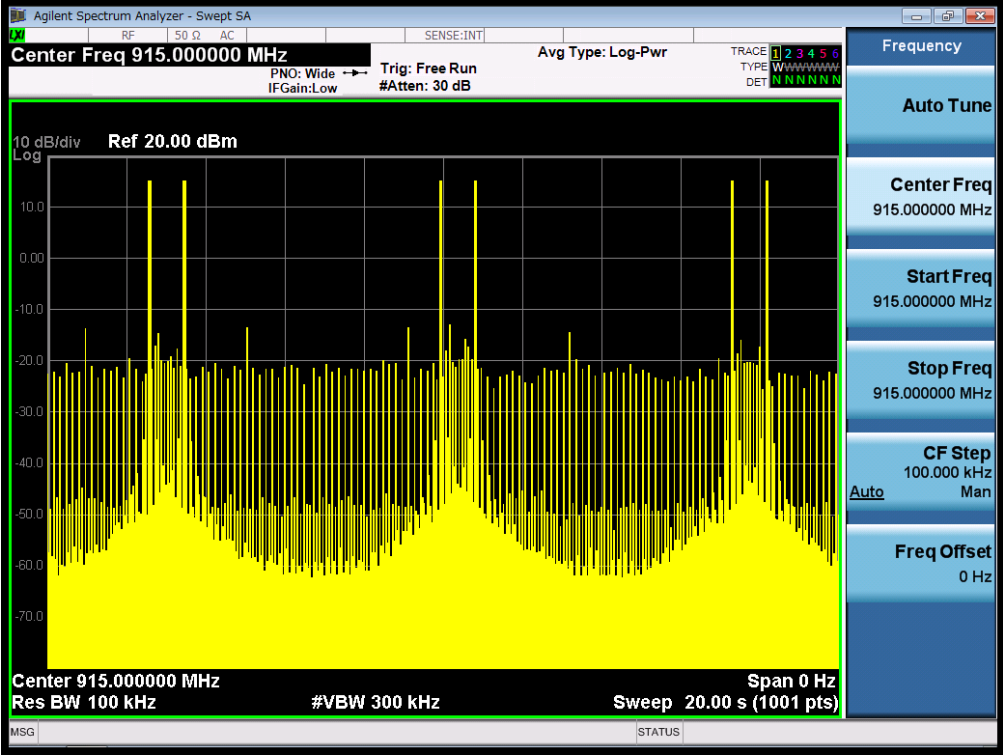 Agilent Spectrum Analyzer - Swept SA
LXI RF 50 Ω AC SENSE:INT
Center Freq 915.000000 MHz
PNO: Wide
IFGain:Low
Trig: Free Run
#Atten: 30 dB
Avg Type: Log-Pwr
TRACE 1 2 3 4 5 6
TYPE WWWWWW
DET N N N N N N
10 dB/div Ref 20.00 dBm
Log
10.0
0.00
-10.0
-20.0
-30.0
-40.0
-50.0
-60.0
-70.0
Center 915.000000 MHz Span 0 Hz
Res BW 100 kHz #VBW 300 kHz Sweep 20.00 s (1001 pts)
MSG STATUS
Frequency
Auto Tune
Center Freq
915.000000 MHz
Start Freq
915.000000 MHz
Stop Freq
915.000000 MHz
CF Step
100.000 kHz
Auto Man
Freq Offset
0 Hz